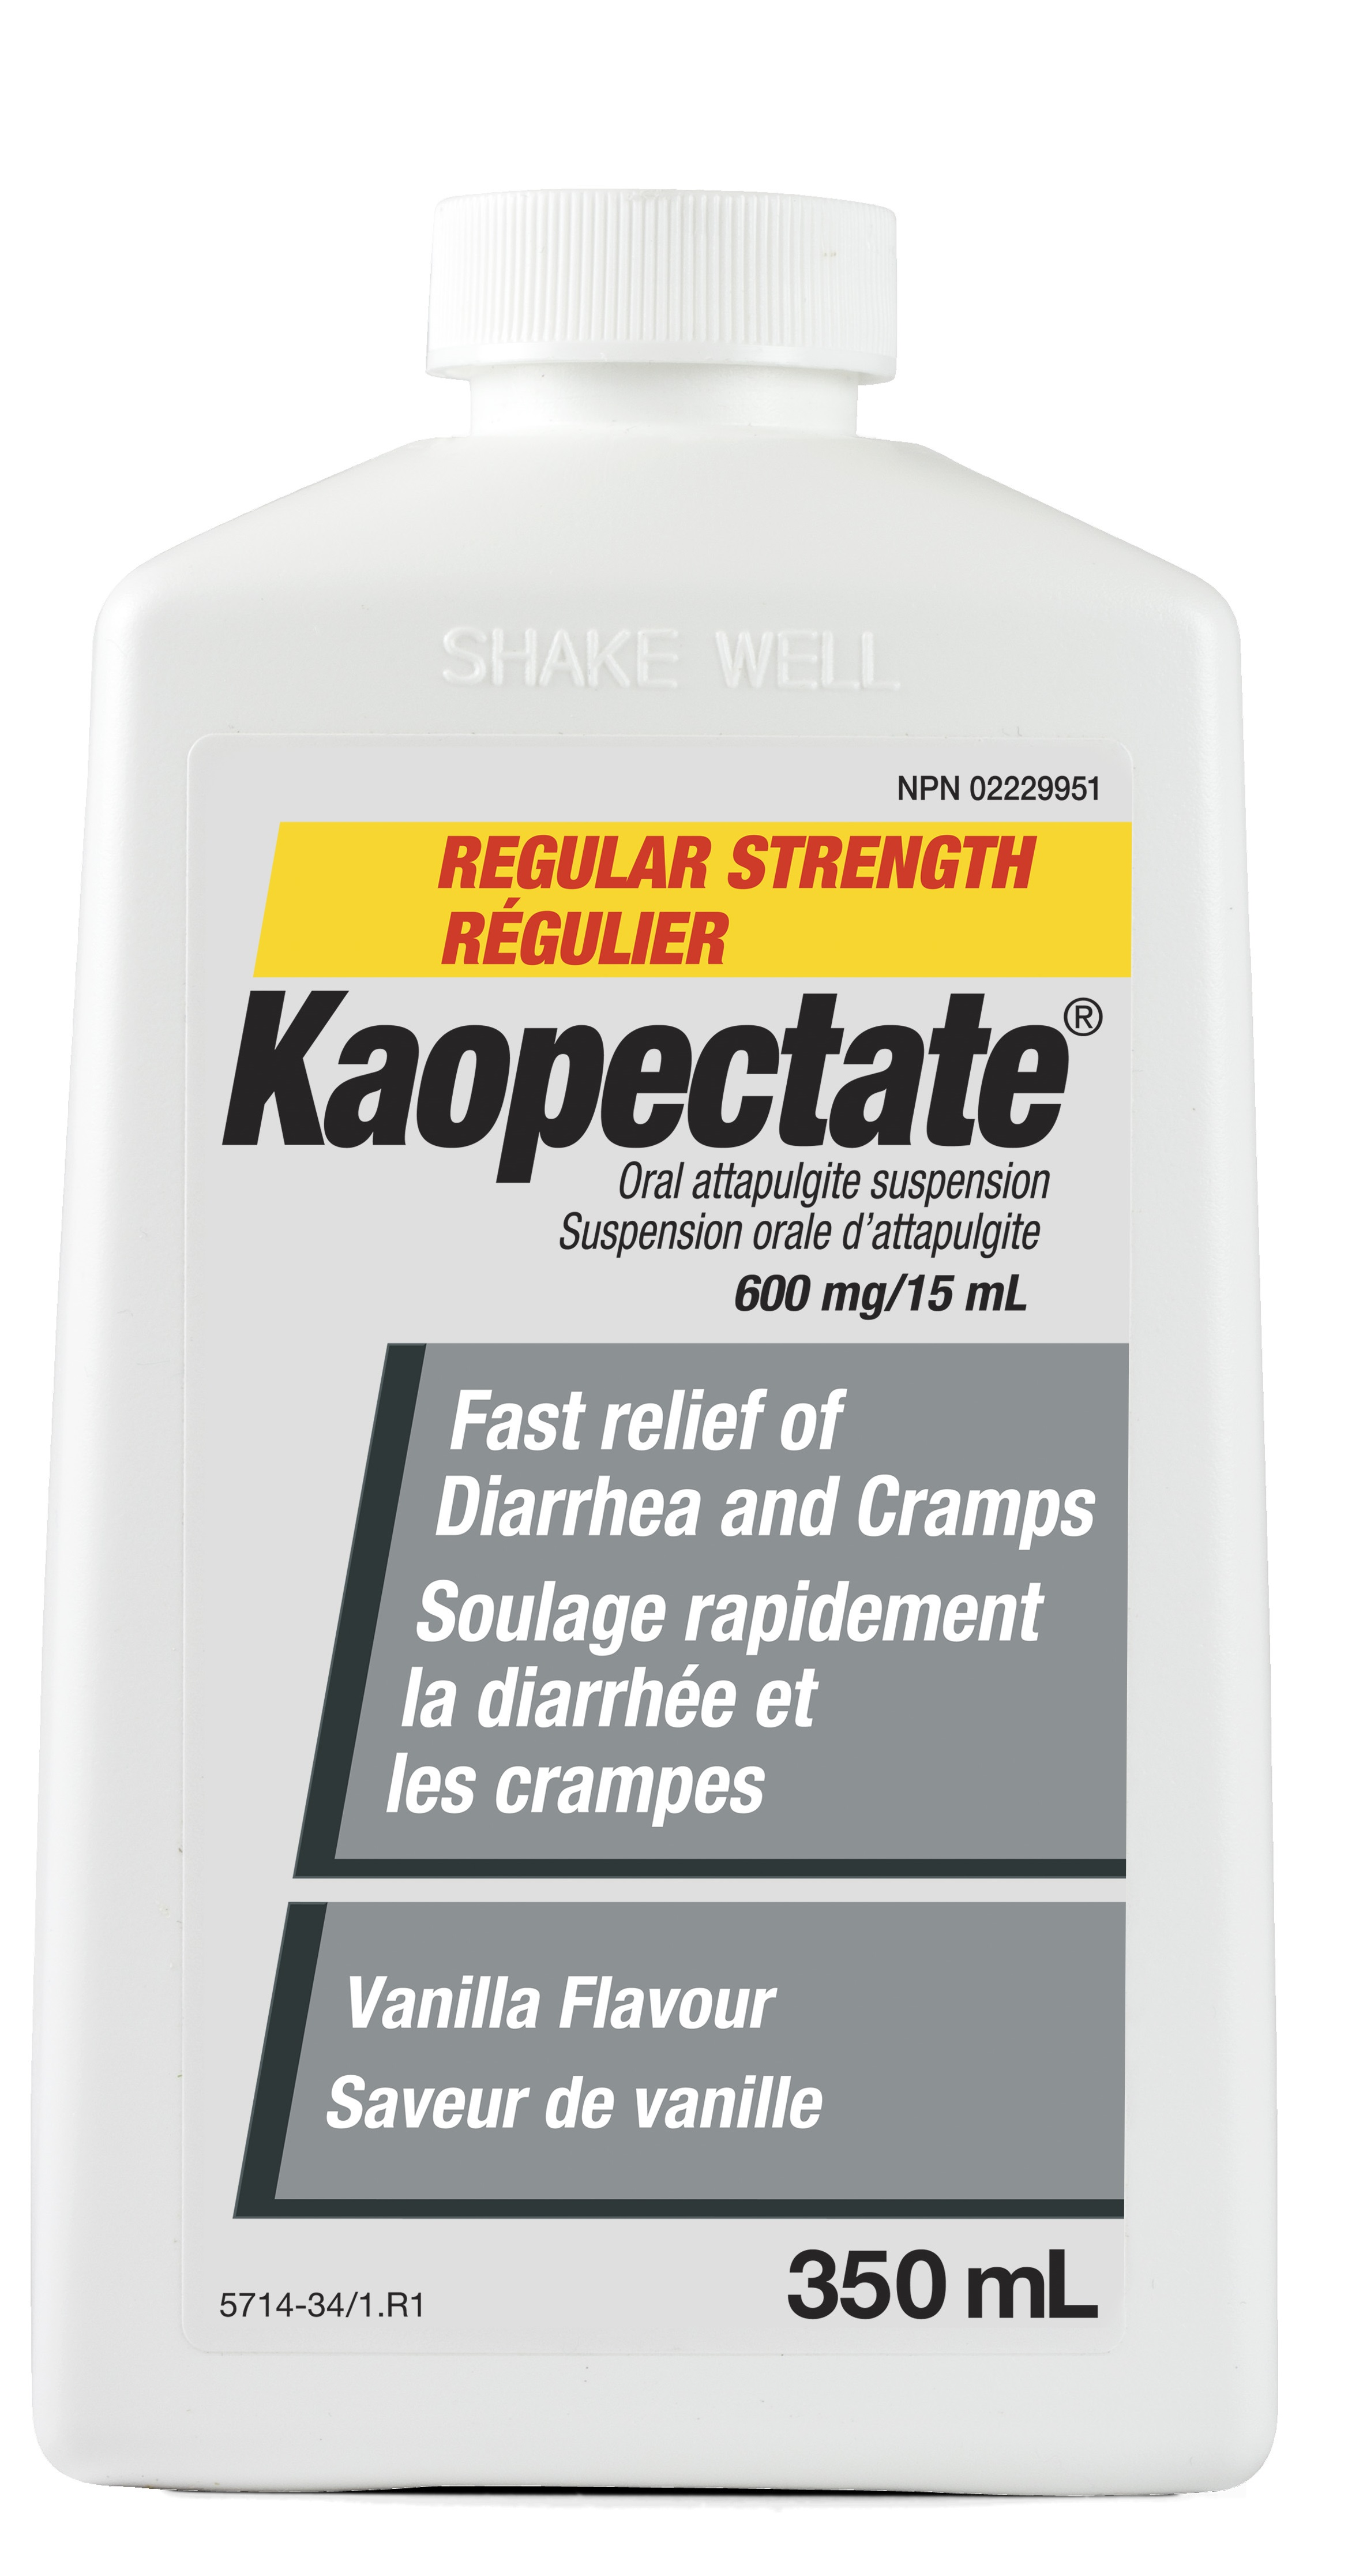 SHAKE WELL
NPN 02229951
REGULAR STRENGTH
RÉGULIER
Kaopectate®
Oral attapulgite suspension
Suspension orale d'attapulgite
600 mg/15 mL
Fast relief of
Diarrhea and Cramps
Soulage rapidement
la diarrhée et
les crampes
Vanilla Flavour
Saveur de vanille
5714-34/1.R1
350 mL